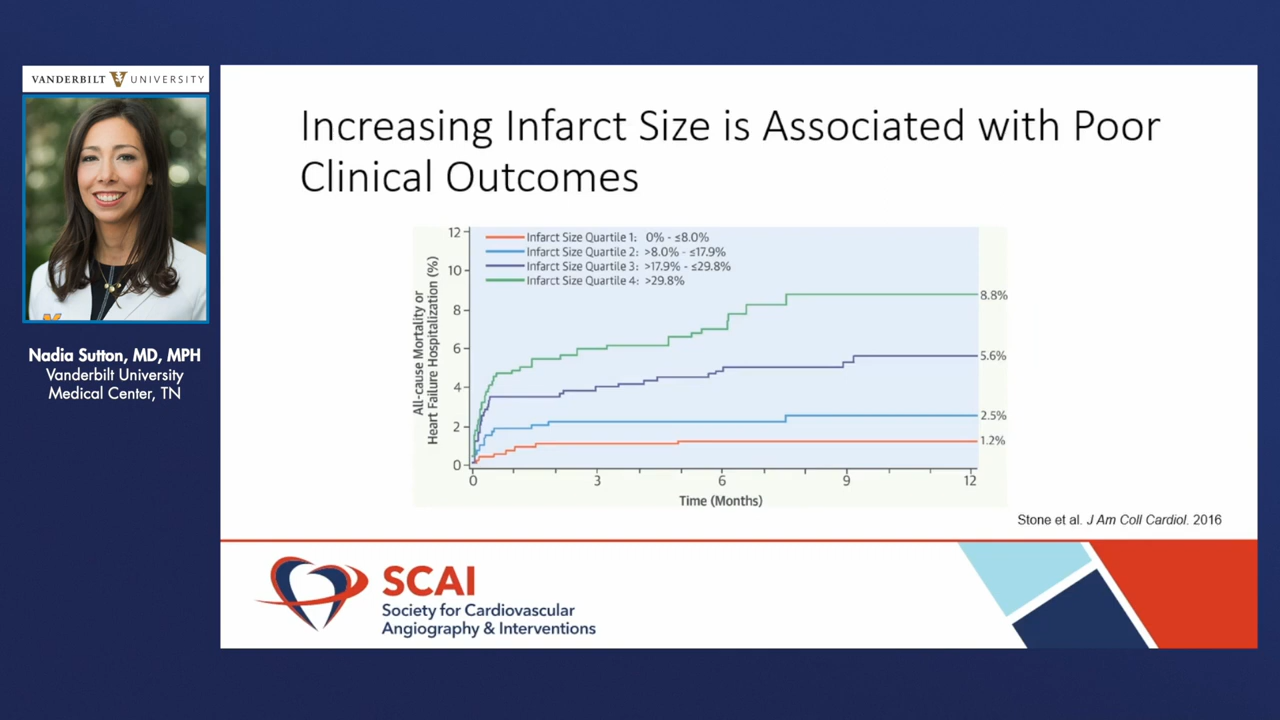 VANDERBILT V UNIVERSITY
Nadia Sutton, MD, MPH
Vanderbilt University
Medical Center, TN
Increasing Infarct Size is Associated with Poor
Clinical Outcomes
All-cause Mortality or
Heart Failure Hospitalization (%)
12
10
8
6
4
2
0
Infarct Size Quartile 1: 0% - ≤8.0%
Infarct Size Quartile 2: >8.0% - ≤17.9%
Infarct Size Quartile 3: >17.9% - ≤29.8%
Infarct Size Quartile 4: >29.8%
8.8%
5.6%
2.5%
1.2%
0 3 6 9 12
Time (Months)
Stone et al. J Am Coll Cardiol. 2016
SCAI
Society for Cardiovascular
Angiography & Interventions